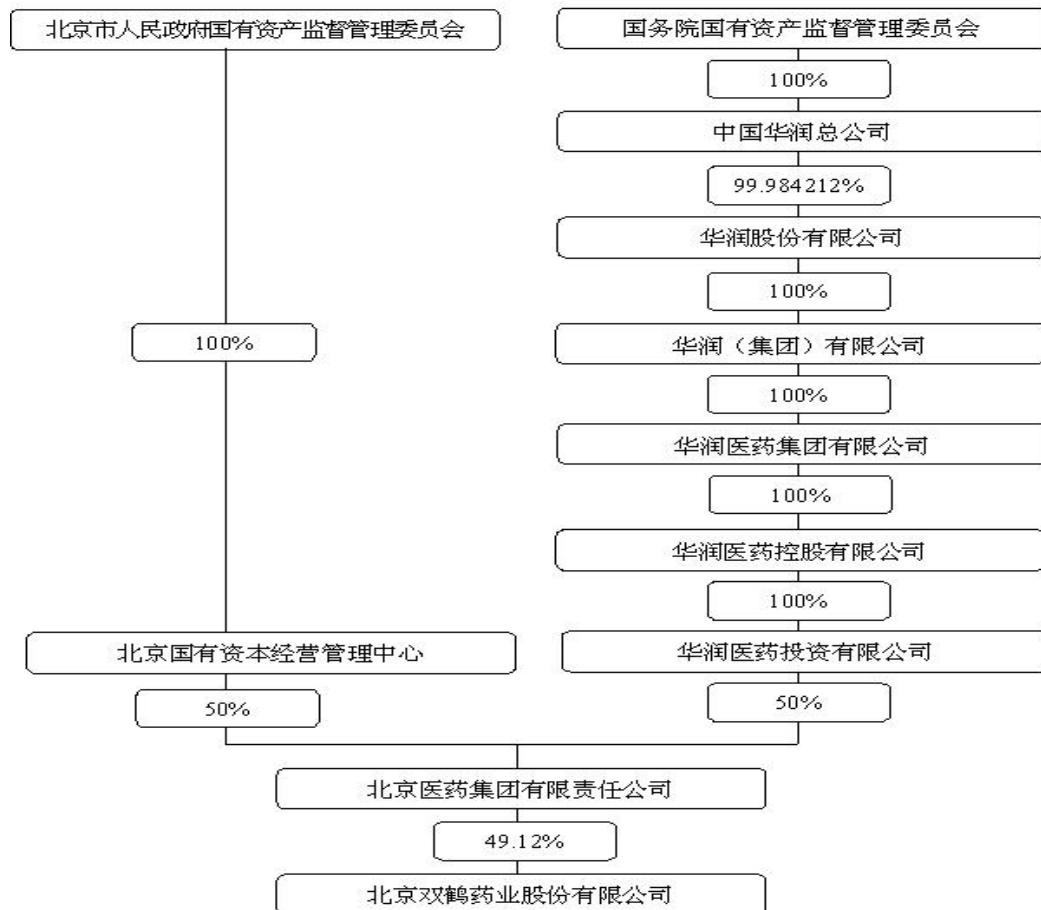 北京市人民政府国有资产监督管理委员会
国务院国有资产监督管理委员会
100%
中国华润总公司
99.984212%
华润股份有限公司
100%
100%
华润（集团）有限公司
100%
华润医药集团有限公司
100%
华润医药控股有限公司
100%
北京国有资本经营管理中心
华润医药投资有限公司
50%
50%
北京医药集团有限责任公司
49.12%
北京双鹤药业股份有限公司